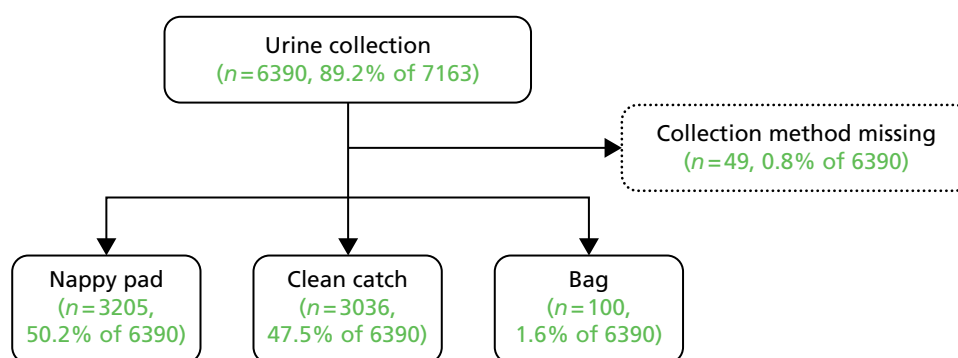 Urine collection
(n=6390, 89.2% of 7163)
Collection method missing
(n=49, 0.8% of 6390)
Nappy pad
(n=3205,
50.2% of 6390)
Clean catch
(n=3036,
47.5% of 6390)
Bag
(n=100,
1.6% of 6390)